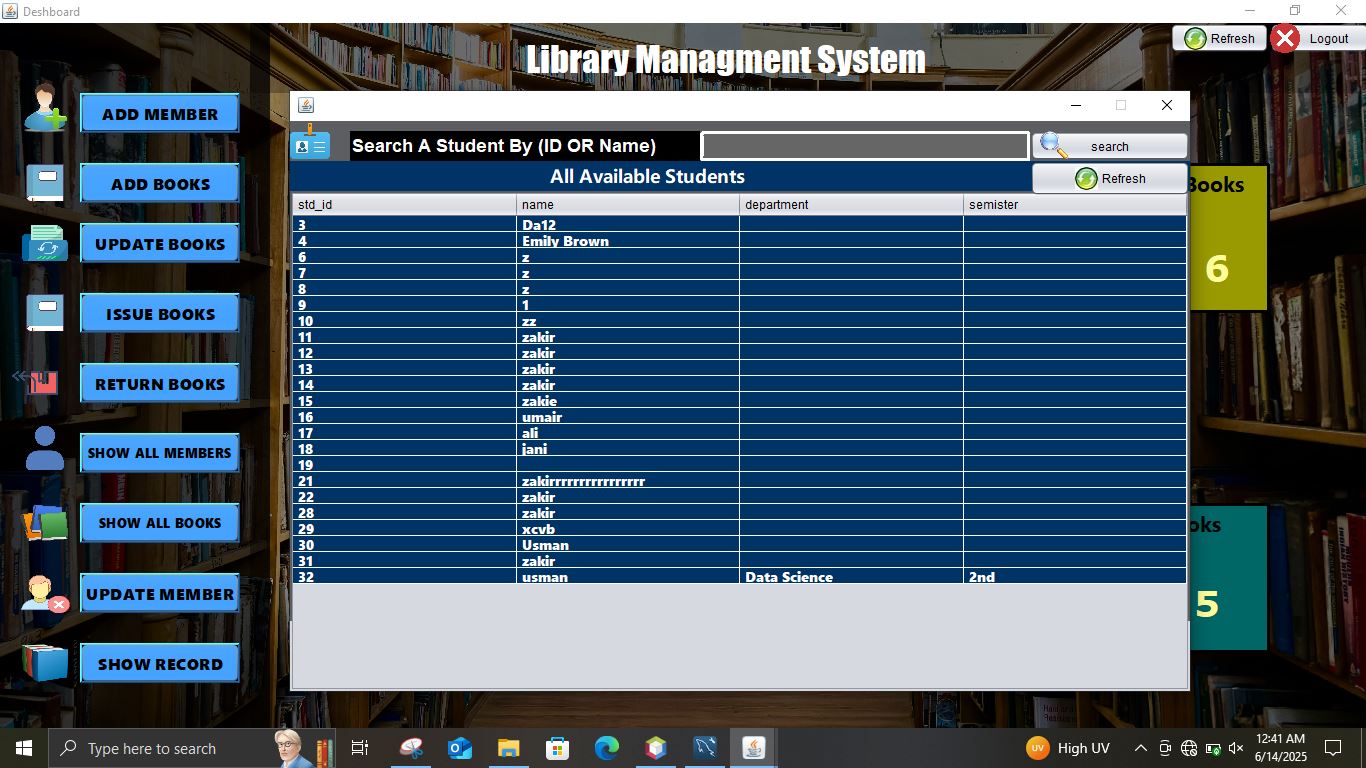 Deshboard
Library Managment System
Refresh
Logout
ADD MEMBER
ADD BOOKS
UPDATE BOOKS
ISSUE BOOKS
RETURN BOOKS
SHOW ALL MEMBERS
SHOW ALL BOOKS
UPDATE MEMBER
SHOW RECORD
Search A Student By (ID OR Name)
search
All Available Students
Refresh
std_id name department semister
3 Da12
4 Emily Brown
6 z
7 z
8 z
9 1
10 zz
11 zakir
12 zakir
13 zakir
14 zakir
15 zakie
16 umair
17 ali
18 jani
19
21 zakirrrrrrrrrrrrrrrr
22 zakir
28 zakir
29 xcvb
30 Usman
31 zakir
32 usman Data Science 2nd
Books
6
oks
5
Type here to search
UV
High UV
12:41 AM
6/14/2025